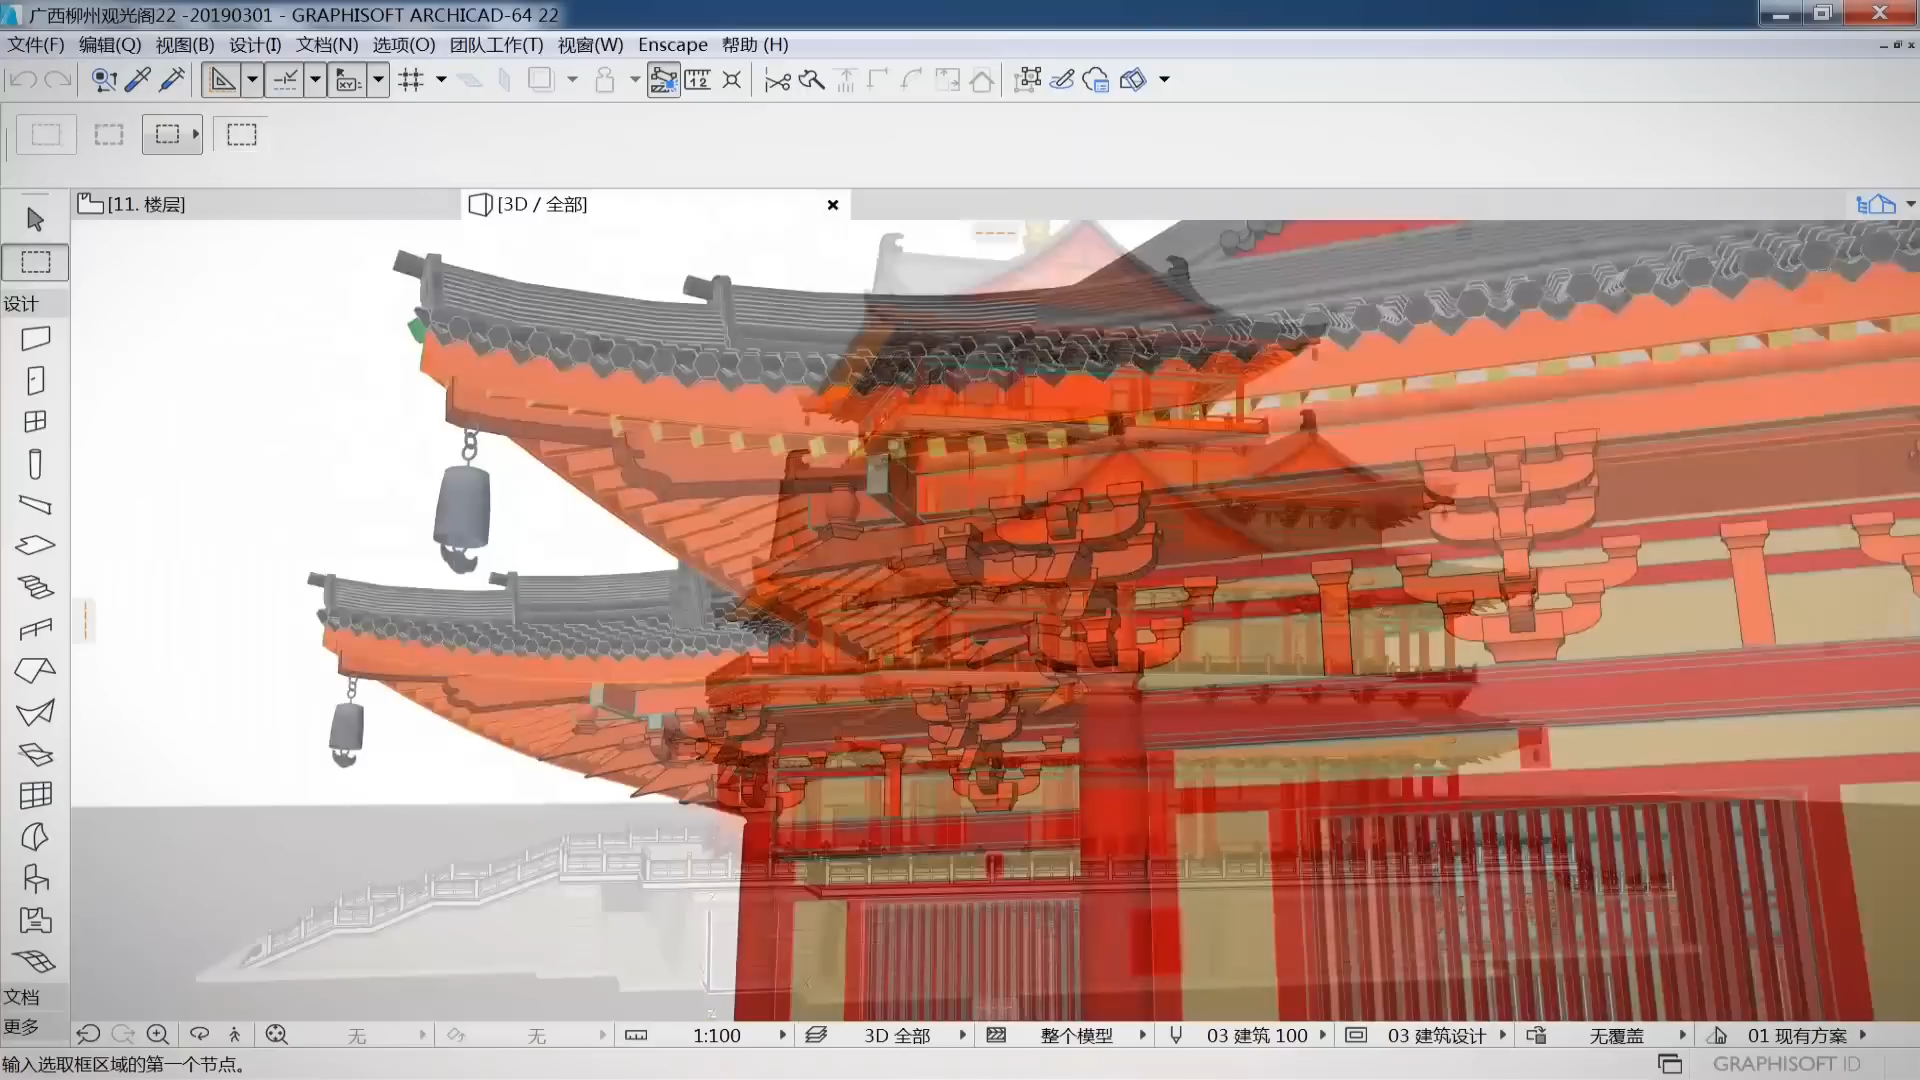 广西柳州观光阁22 -20190301 - GRAPHISOFT ARCHICAD-64 22
文件(F) 编辑(Q) 视图(B) 设计(I) 文档(N) 选项(O) 团队工作(T) 视窗(W) Enscape 帮助 (H)
[11. 楼层] [3D / 全部]
设计
文档
更多
无 无 1:100 3D 全部 整个模型 03 建筑 100 03 建筑设计 无覆盖 01 现有方案
输入选取框区域的第一个节点。 GRAPHISOFT ID